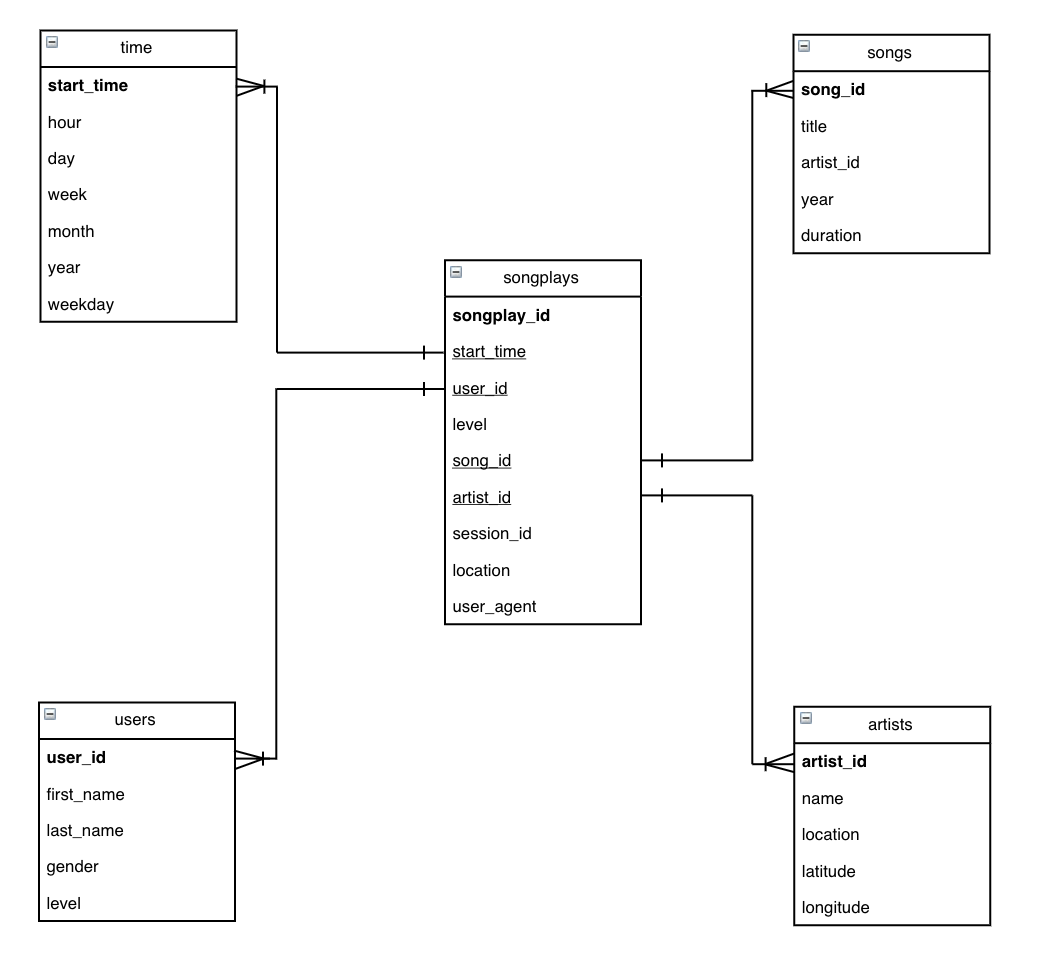 time
start_time
hour
day
week
month
year
weekday
songs
song_id
title
artist_id
year
duration
songplays
songplay_id
start_time
user_id
level
song_id
artist_id
session_id
location
user_agent
users
user_id
first_name
last_name
gender
level
artists
artist_id
name
location
latitude
longitude